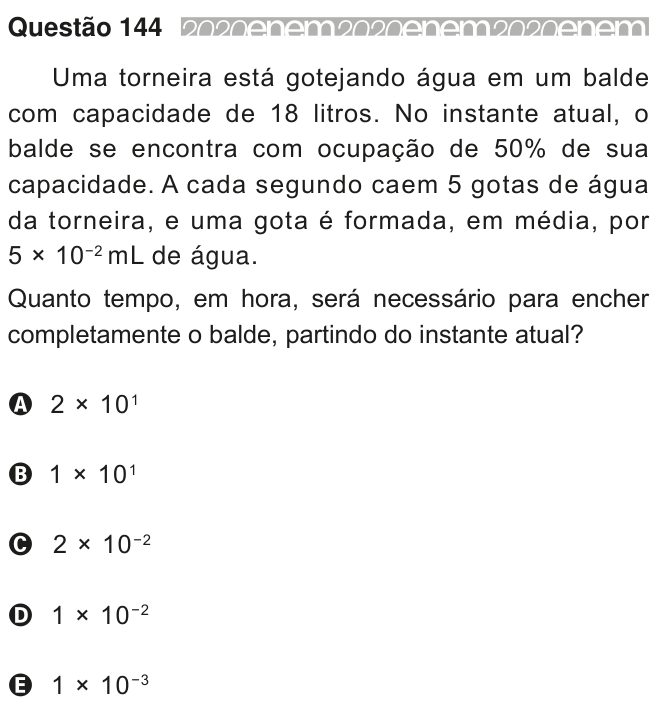 Questão 144 2020enem2020enem2020enem
Uma torneira está gotejando água em um balde
com capacidade de 18 litros. No instante atual, o
balde se encontra com ocupação de 50% de sua
capacidade. A cada segundo caem 5 gotas de água
da torneira, e uma gota é formada, em média, por
5 × 10⁻² mL de água.
Quanto tempo, em hora, será necessário para encher
completamente o balde, partindo do instante atual?
A 2 × 10¹
B 1 × 10¹
C 2 × 10⁻²
D 1 × 10⁻²
E 1 × 10⁻³